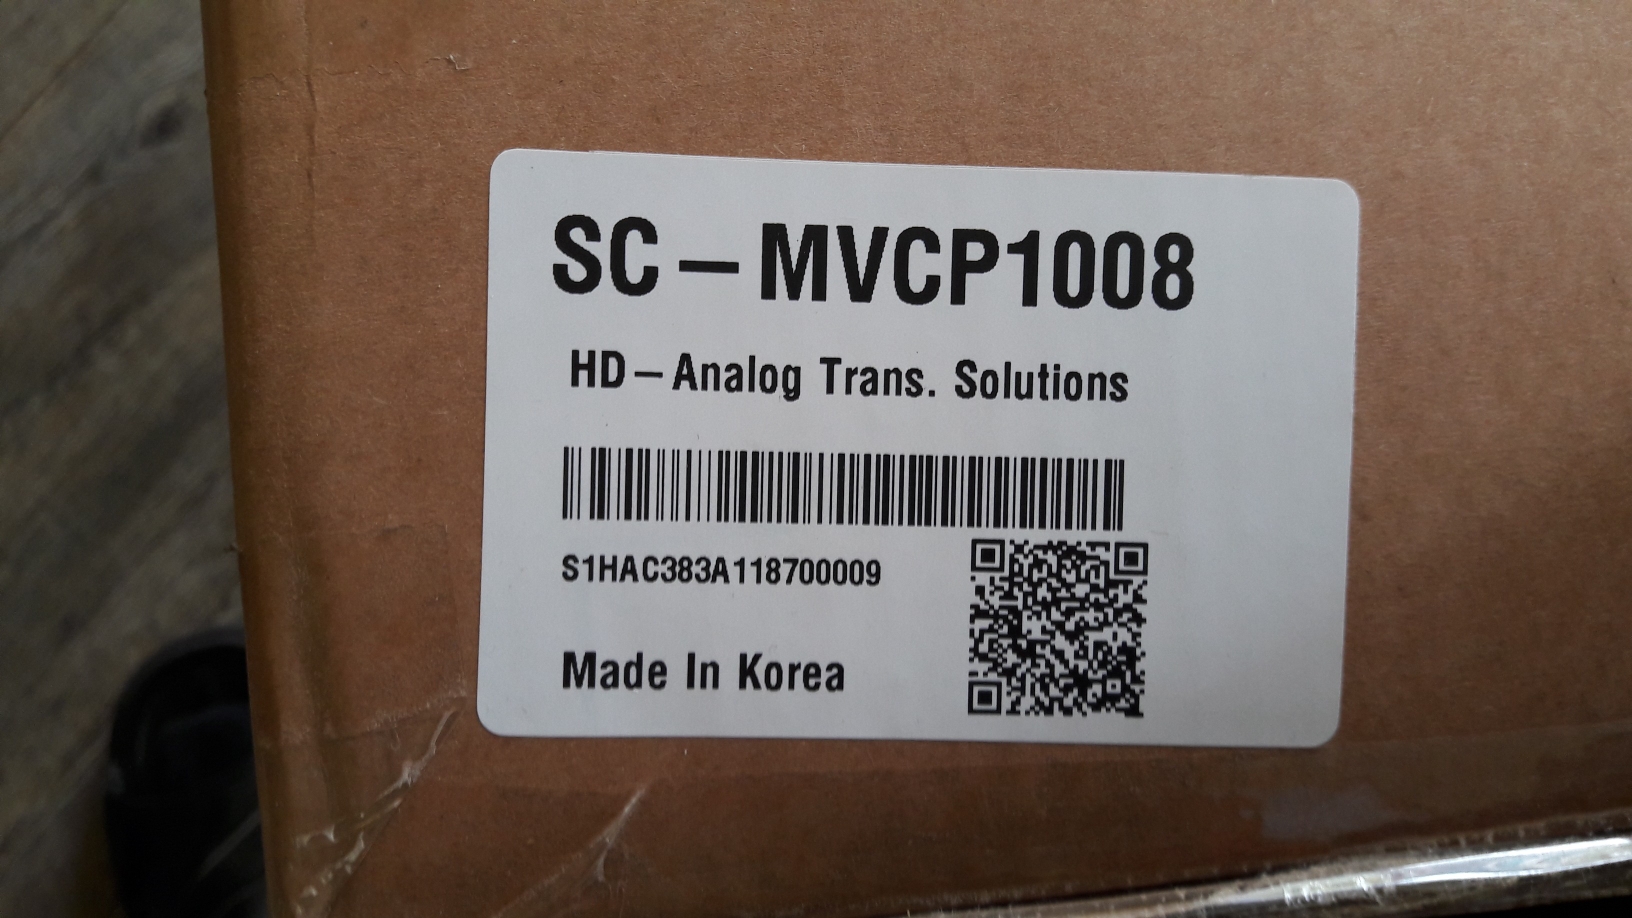 SC-MVCP1008
HD-Analog Trans. Solutions
S1HAC383A118700009
Made In Korea